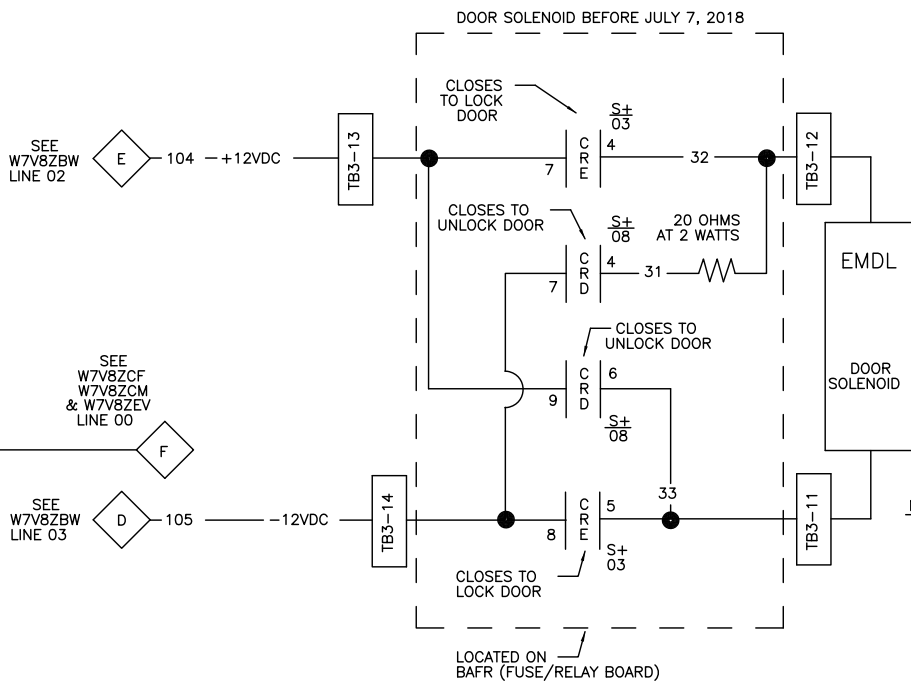 DOOR SOLENOID BEFORE JULY 7, 2018
CLOSES
TO LOCK
DOOR
S+
03
SEE
W7V8ZBW
LINE 02
E
104
+12VDC
TB3-13
7
CRE
4
32
TB3-12
CLOSES TO
UNLOCK DOOR
S+
08
20 OHMS
AT 2 WATTS
7
CRD
4
31
EMDL
DOOR
SOLENOID
CLOSES TO
UNLOCK DOOR
9
CRD
6
S+
08
SEE
W7V8ZCF
W7V8ZCM
& W7V8ZEV
LINE 00
F
SEE
W7V8ZBW
LINE 03
D
105
-12VDC
TB3-14
8
CRE
5
33
TB3-11
S+
03
CLOSES TO
LOCK DOOR
LOCATED ON
BAFR (FUSE/RELAY BOARD)